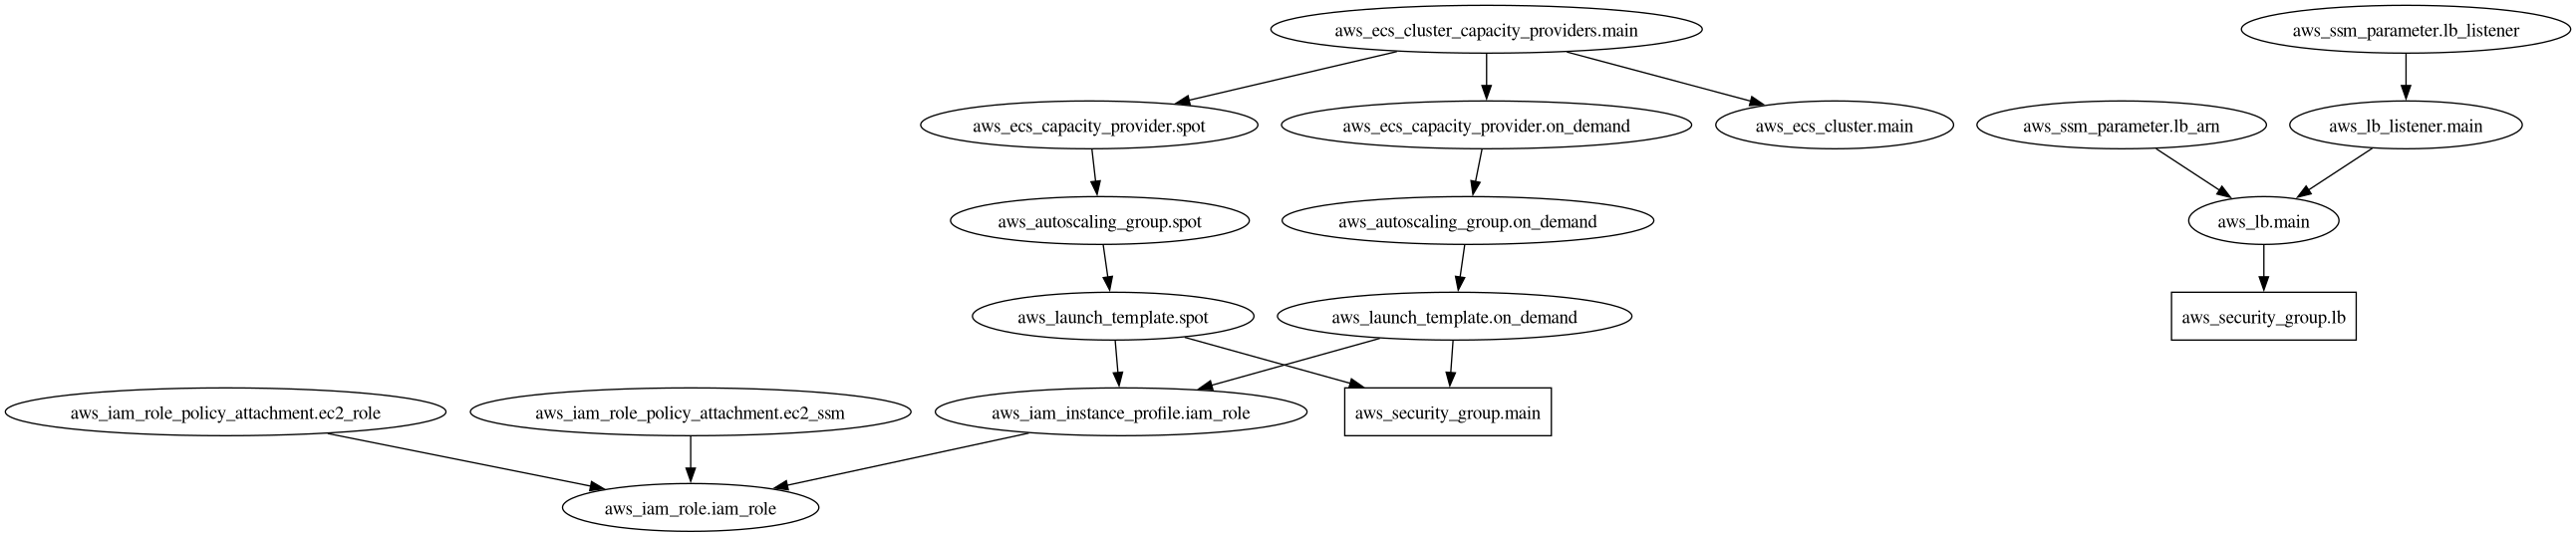 aws_ecs_cluster_capacity_providers.main
aws_ssm_parameter.lb_listener
aws_ecs_capacity_provider.spot
aws_ecs_capacity_provider.on_demand
aws_ecs_cluster.main
aws_ssm_parameter.lb_arn
aws_lb_listener.main
aws_autoscaling_group.spot
aws_autoscaling_group.on_demand
aws_lb.main
aws_launch_template.spot
aws_launch_template.on_demand
aws_security_group.lb
aws_iam_role_policy_attachment.ec2_role
aws_iam_role_policy_attachment.ec2_ssm
aws_iam_instance_profile.iam_role
aws_security_group.main
aws_iam_role.iam_role